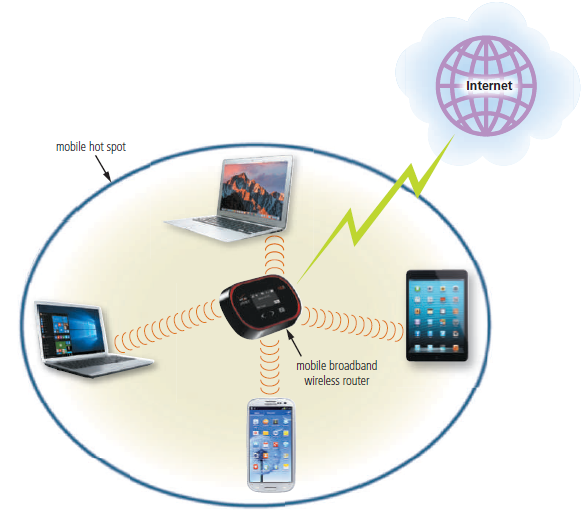 Internet
mobile hot spot
mobile broadband
wireless router